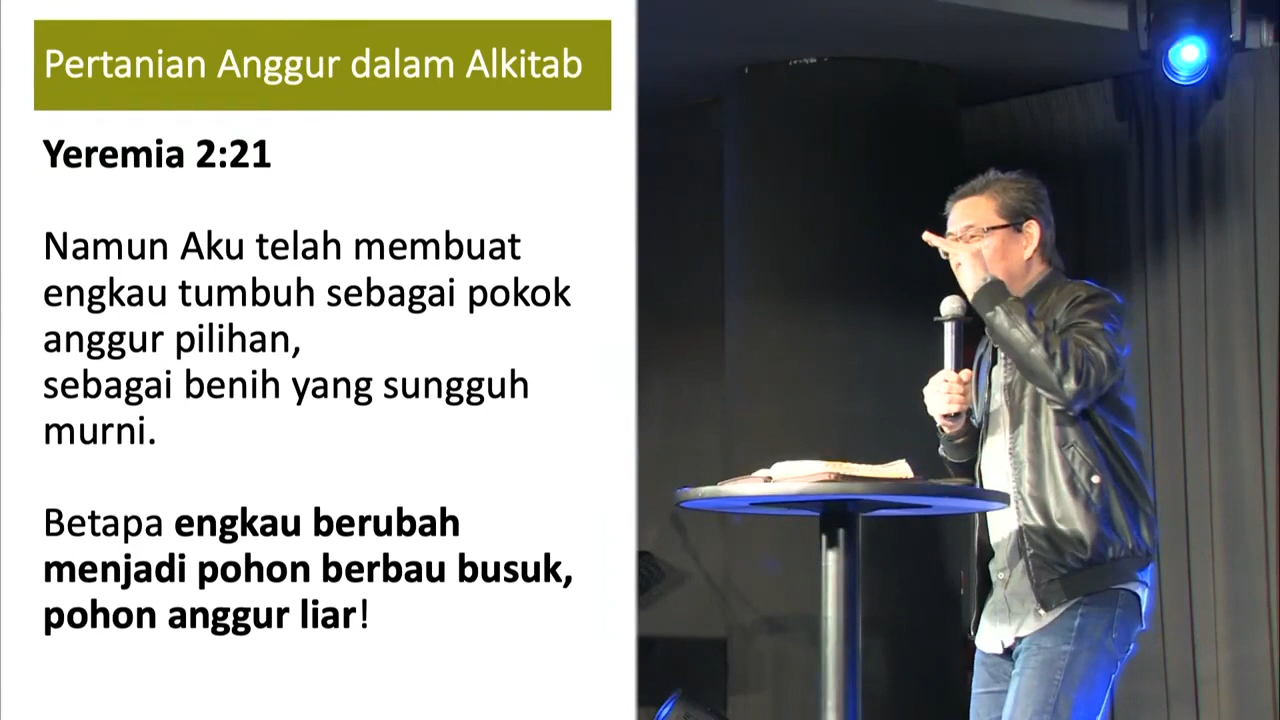 Pertanian Anggur dalam Alkitab
Yeremia 2:21
Namun Aku telah membuat
engkau tumbuh sebagai pokok
anggur pilihan,
sebagai benih yang sungguh
murni.
Betapa engkau berubah
menjadi pohon berbau busuk,
pohon anggur liar!